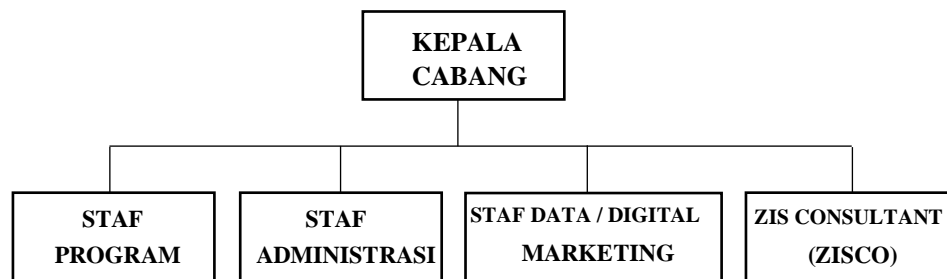 KEPALA
CABANG
STAF
PROGRAM
STAF
ADMINISTRASI
STAF DATA / DIGITAL
MARKETING
ZIS CONSULTANT
(ZISCO)